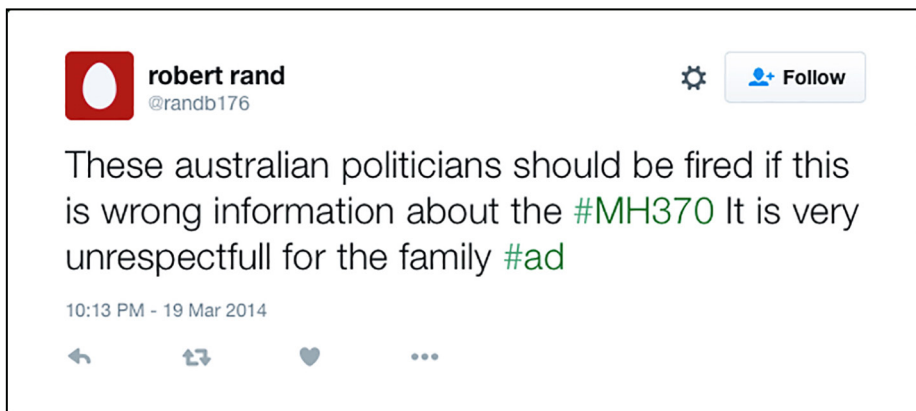 robert rand
@randb176
Follow
These australian politicians should be fired if this
is wrong information about the #MH370 It is very
unrespectfull for the family #ad
10:13 PM - 19 Mar 2014